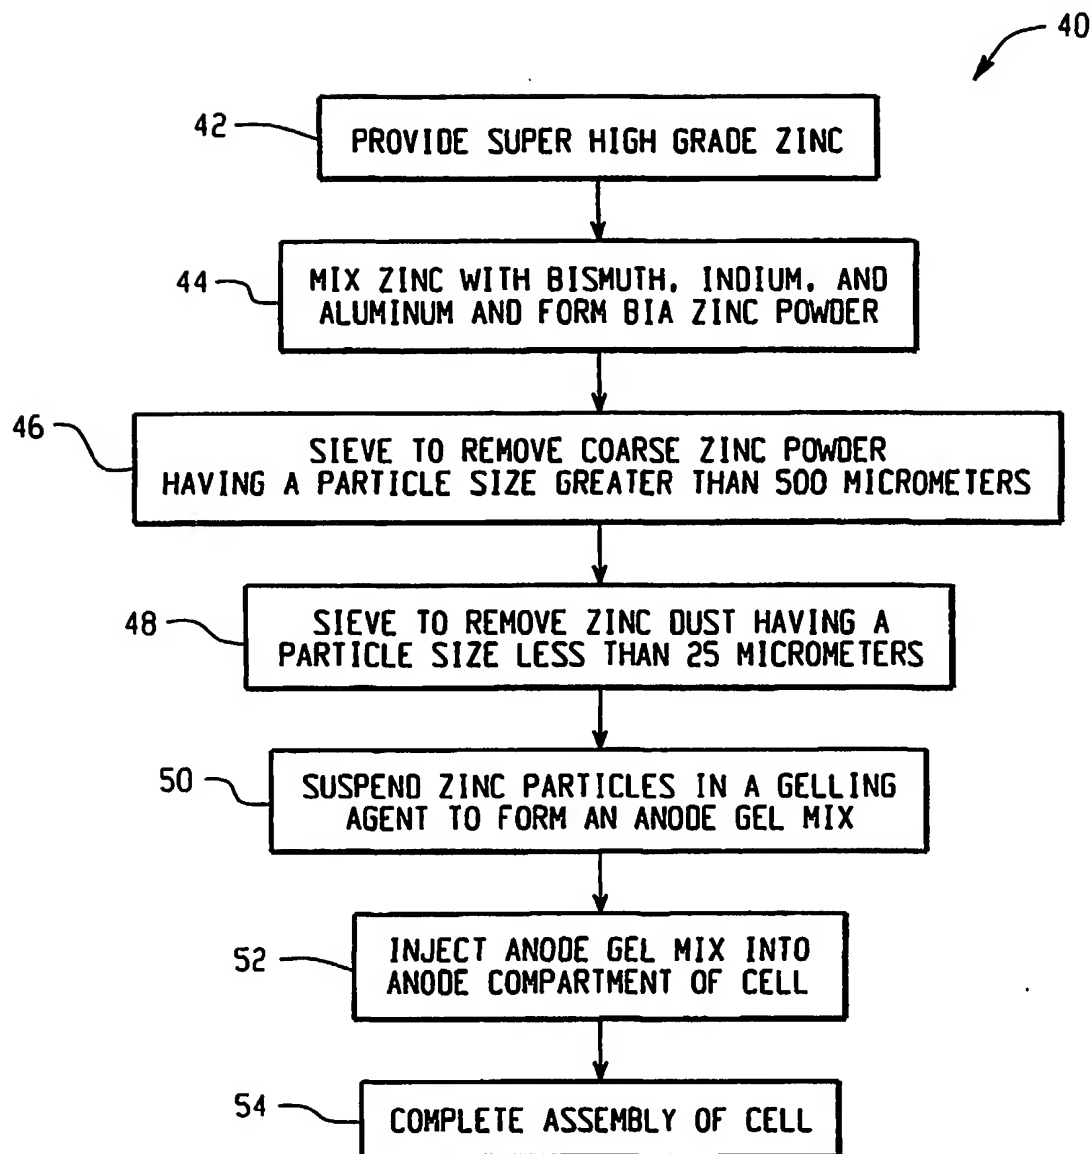 40
42
PROVIDE SUPER HIGH GRADE ZINC
44
MIX ZINC WITH BISMUTH, INDIUM, AND
ALUMINUM AND FORM BIA ZINC POWDER
46
SIEVE TO REMOVE COARSE ZINC POWDER
HAVING A PARTICLE SIZE GREATER THAN 500 MICROMETERS
48
SIEVE TO REMOVE ZINC DUST HAVING A
PARTICLE SIZE LESS THAN 25 MICROMETERS
50
SUSPEND ZINC PARTICLES IN A GELLING
AGENT TO FORM AN ANODE GEL MIX
52
INJECT ANODE GEL MIX INTO
ANODE COMPARTMENT OF CELL
54
COMPLETE ASSEMBLY OF CELL